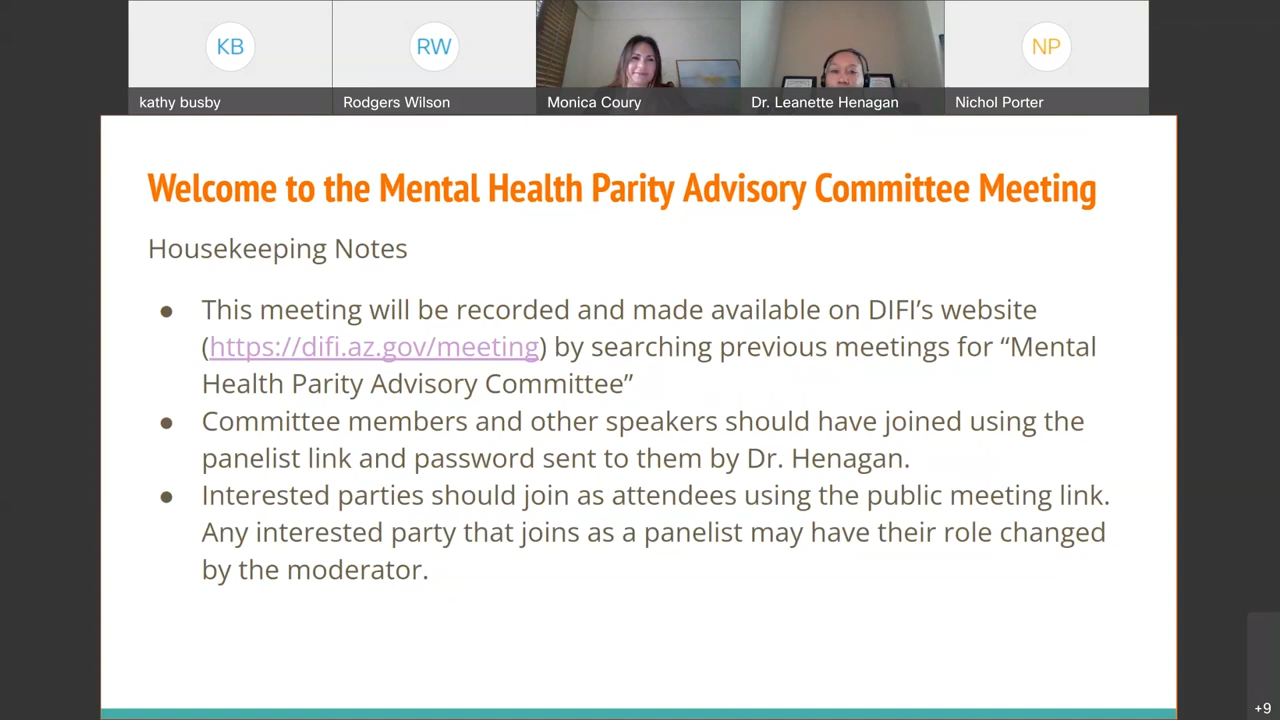 KB
RW
NP
kathy busby
Rodgers Wilson
Monica Coury
Dr. Leanette Henagan
Nichol Porter
Welcome to the Mental Health Parity Advisory Committee Meeting
Housekeeping Notes
● This meeting will be recorded and made available on DIFI’s website
(https://difi.az.gov/meeting) by searching previous meetings for “Mental
Health Parity Advisory Committee”
● Committee members and other speakers should have joined using the
panelist link and password sent to them by Dr. Henagan.
● Interested parties should join as attendees using the public meeting link.
Any interested party that joins as a panelist may have their role changed
by the moderator.
+9